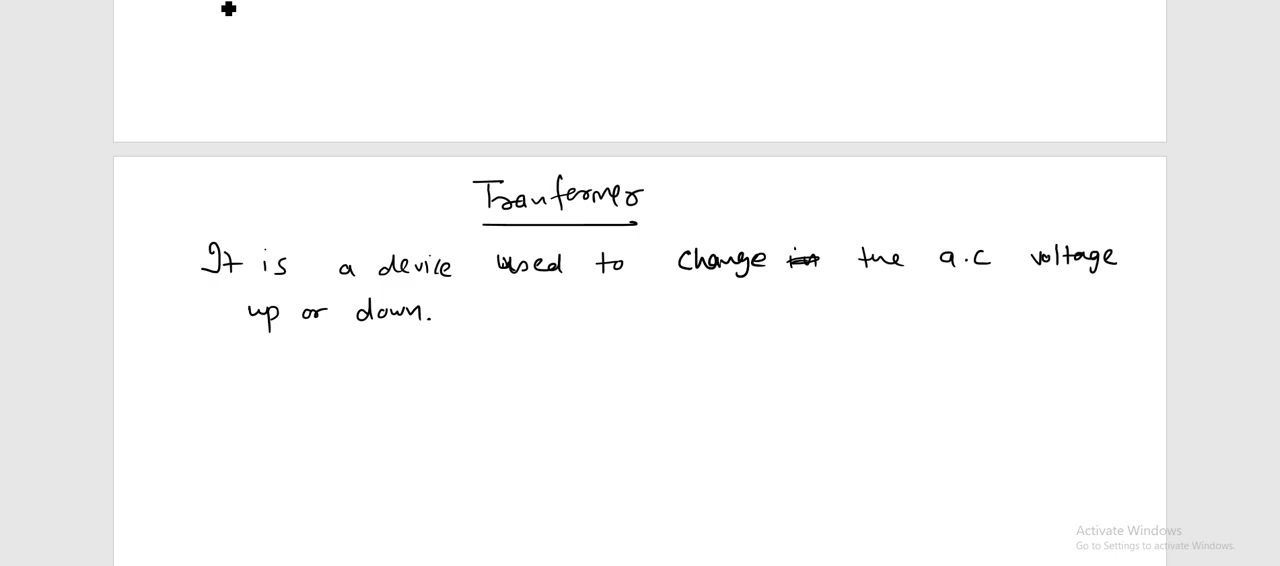 Tranformer
It is a device used to change the a.c voltage
up or down.
Activate Windows
Go to Settings to activate Windows.